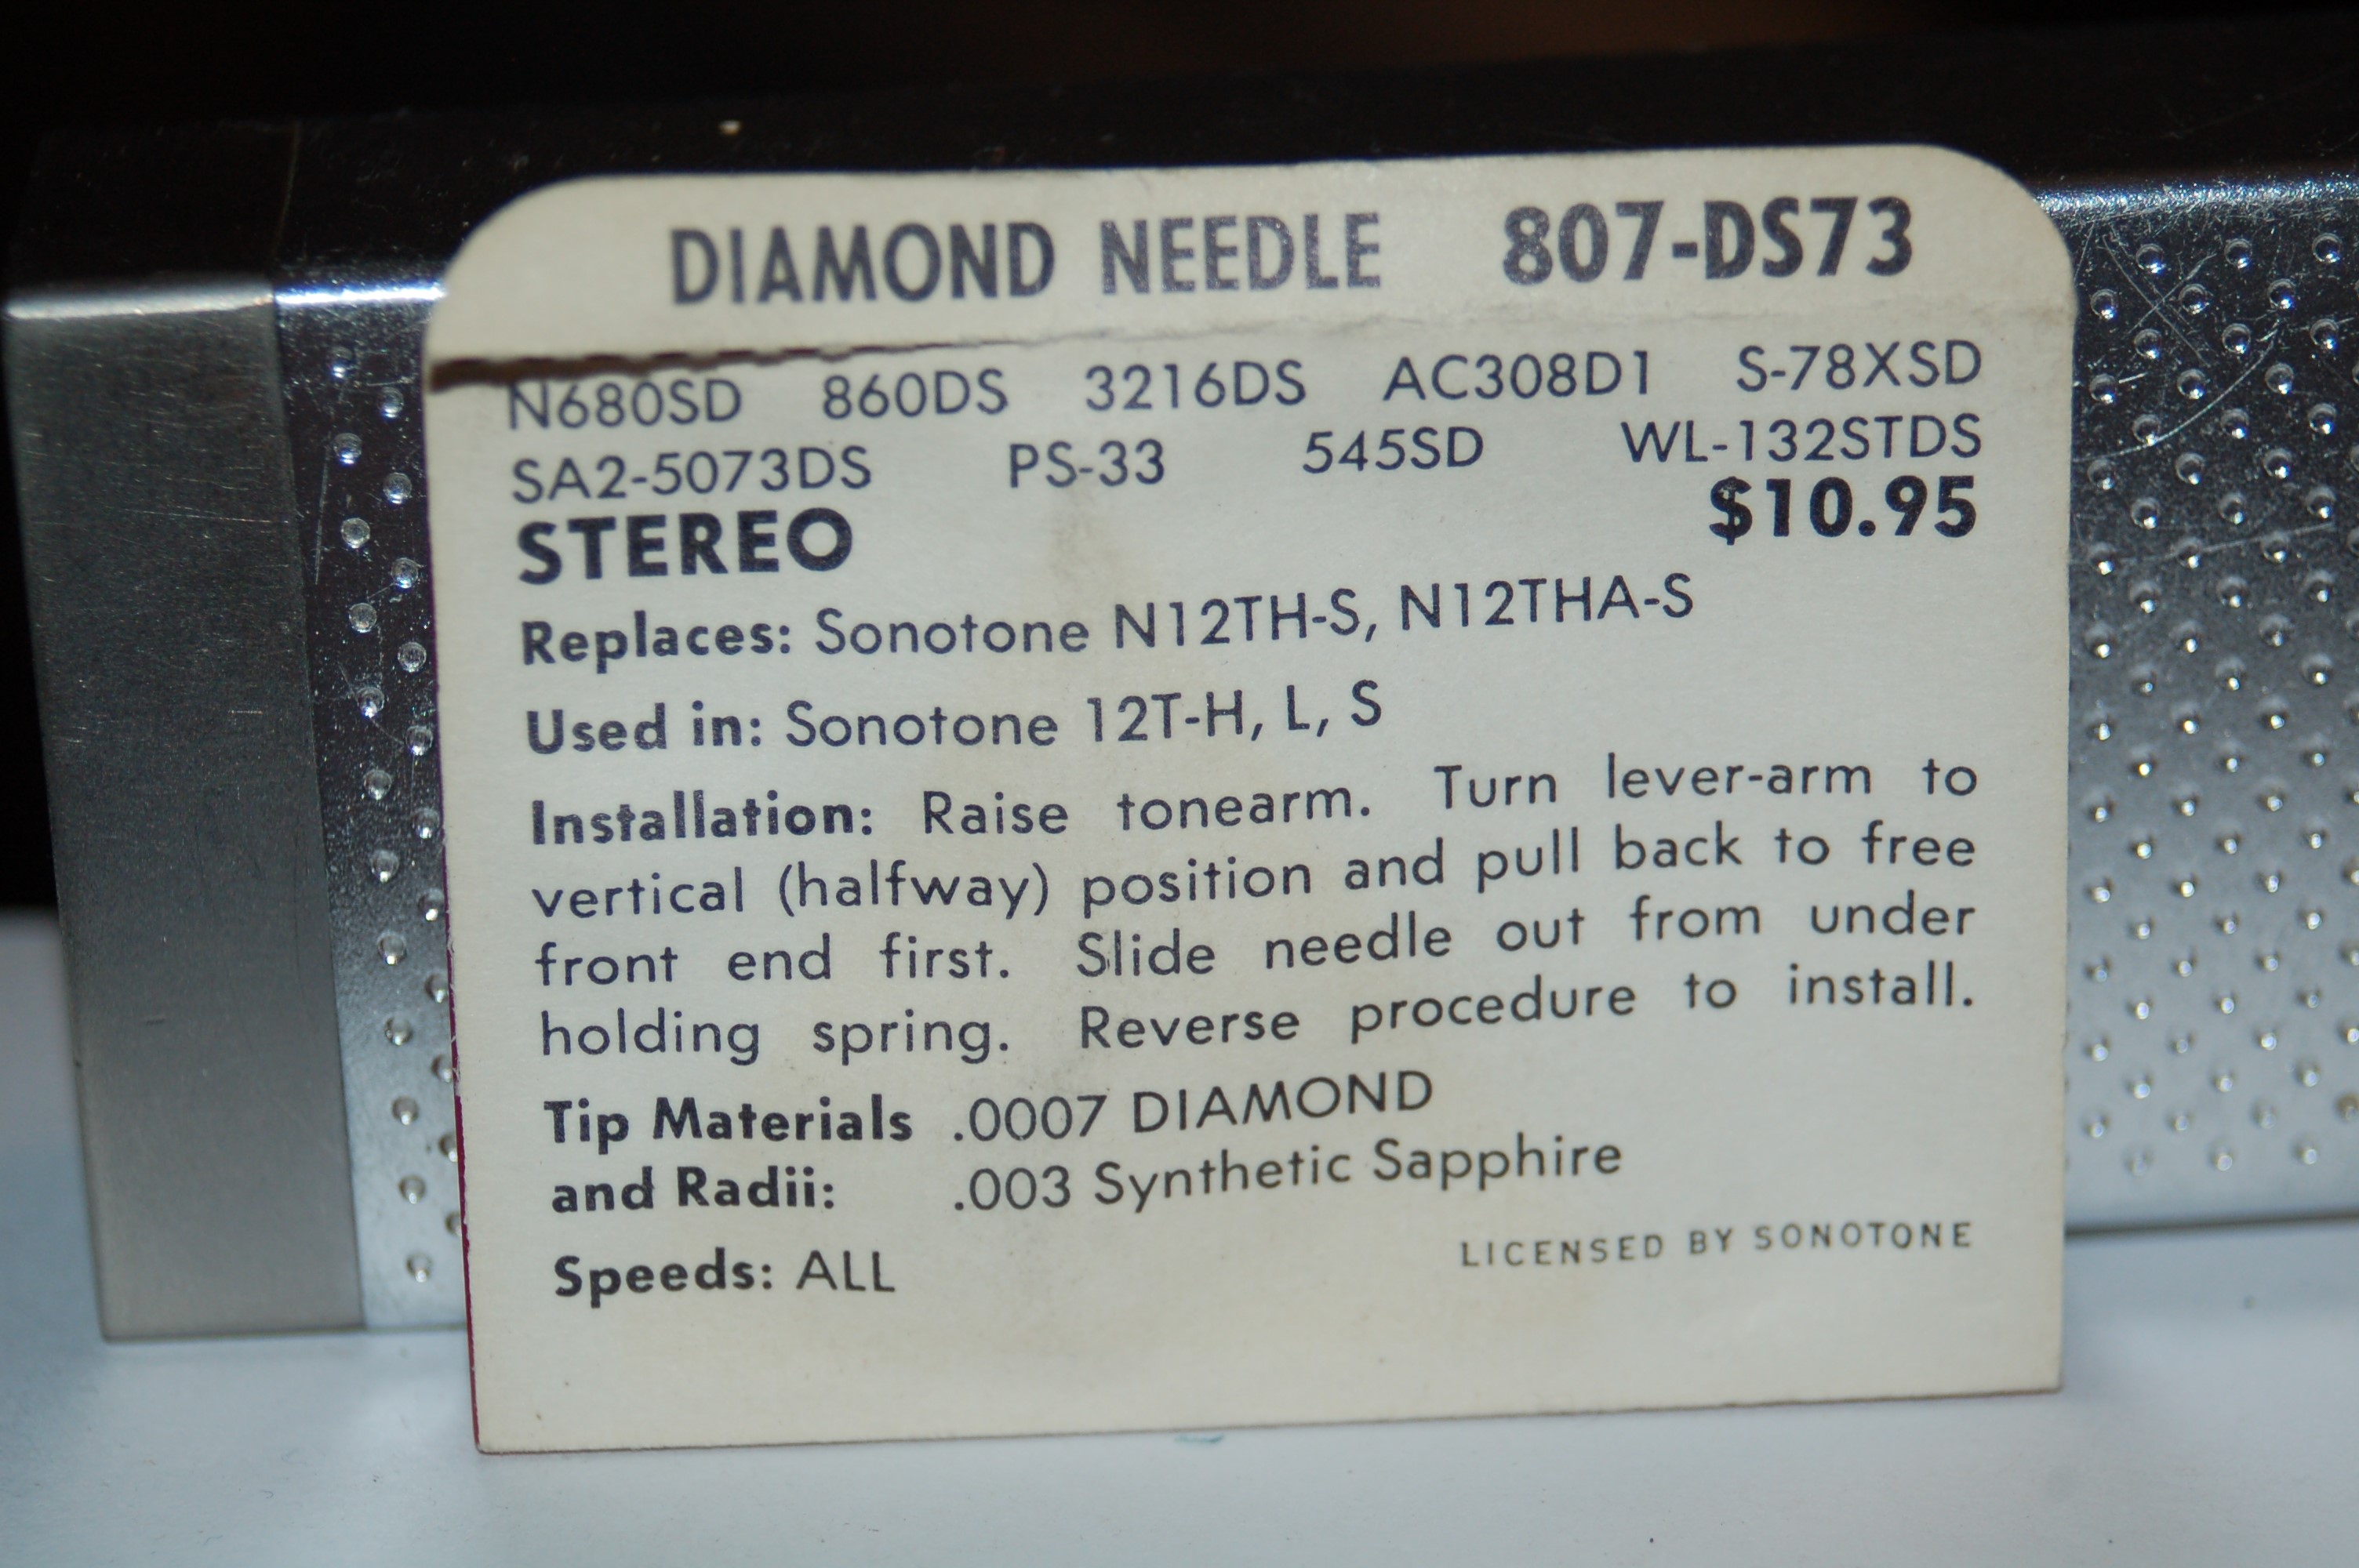 DIAMOND NEEDLE 807-DS73
N680SD 860DS 3216DS AC308D1 S-78XSD
SA2-5073DS PS-33 545SD WL-132STDS
STEREO $10.95
Replaces: Sonotone N12TH-S, N12THA-S
Used in: Sonotone 12T-H, L, S
Installation: Raise tonearm. Turn lever-arm to
vertical (halfway) position and pull back to free
front end first. Slide needle out from under
holding spring. Reverse procedure to install.
Tip Materials .0007 DIAMOND
and Radii: .003 Synthetic Sapphire
Speeds: ALL
LICENSED BY SONOTONE